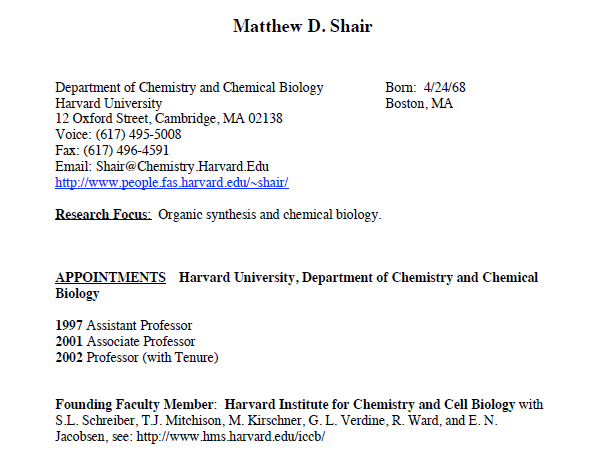 Matthew D. Shair
Department of Chemistry and Chemical Biology Born: 4/24/68
Harvard University Boston, MA
12 Oxford Street, Cambridge, MA 02138
Voice: (617) 495-5008
Fax: (617) 496-4591
Email: Shair@Chemistry.Harvard.Edu
http://www.people.fas.harvard.edu/~shair/
Research Focus: Organic synthesis and chemical biology.
APPOINTMENTS Harvard University, Department of Chemistry and Chemical
Biology
1997 Assistant Professor
2001 Associate Professor
2002 Professor (with Tenure)
Founding Faculty Member: Harvard Institute for Chemistry and Cell Biology with
S.L. Schreiber, T.J. Mitchison, M. Kirschner, G. L. Verdine, R. Ward, and E. N.
Jacobsen, see: http://www.hms.harvard.edu/iccb/